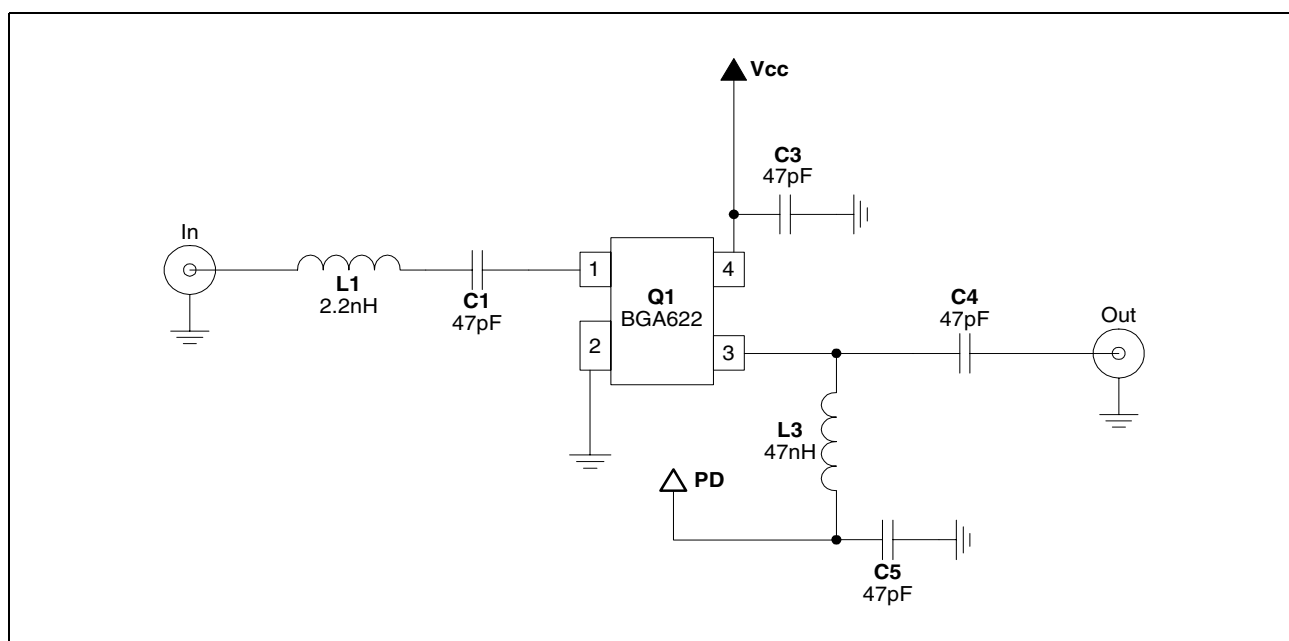 Vcc
C3
47pF
In
L1
2.2nH
C1
47pF
1
4
Q1
BGA622
2
3
C4
47pF
Out
L3
47nH
PD
C5
47pF